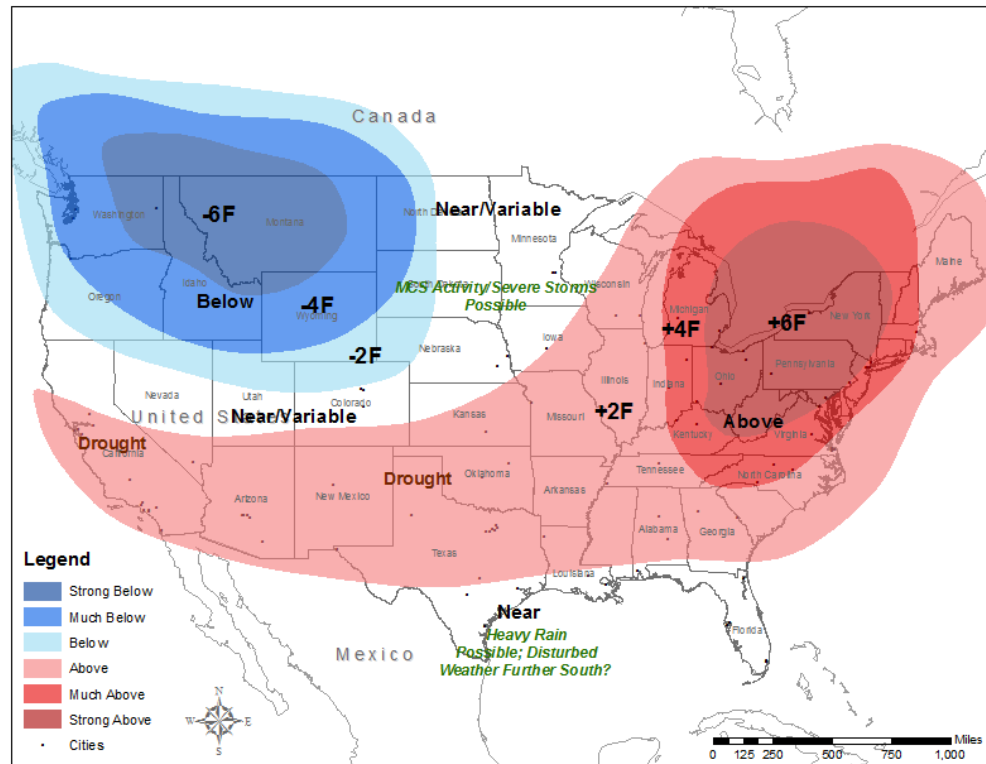 Canada
Washington
-6F
Montana
North Dakota
Near/Variable
Minnesota
Maine
Oregon
Idaho
Below
-4F
Wyoming
South Dakota
MCS Activity/Severe Storms
Possible
Wisconsin
Michigan
+4F
+6F
New York
-2F
Nebraska
Iowa
Pennsylvania
Nevada
Utah
Colorado
Illinois
Indiana
Ohio
United States
Near/Variable
Kansas
Missouri
+2F
Kentucky
Above
Virginia
Drought
California
Drought
Oklahoma
Tennessee
North Carolina
Arizona
New Mexico
Arkansas
Texas
Alabama
Georgia
Louisiana
Near
Heavy Rain
Possible; Disturbed
Weather Further South?
Florida
Mexico
Legend
Strong Below
Much Below
Below
Above
Much Above
Strong Above
Cities
N
W
E
S
Miles
0 125 250 500 750 1,000